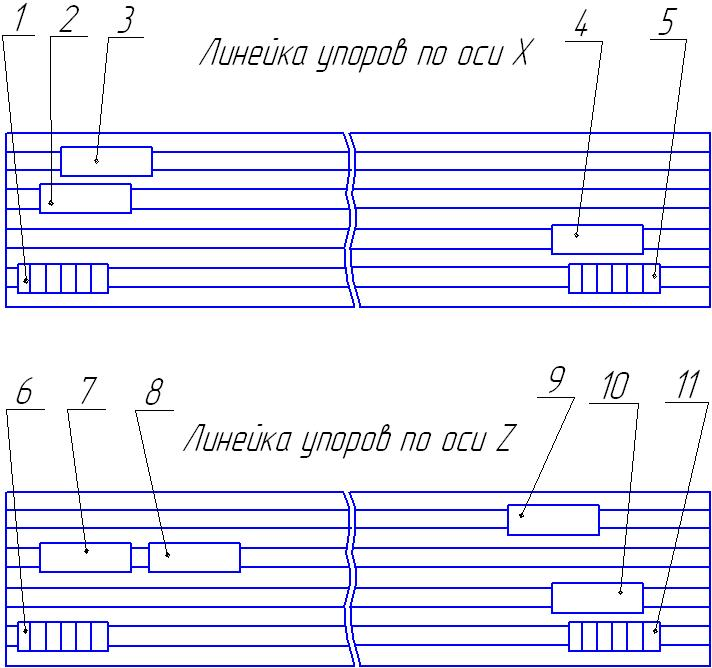 1 2 3 4 5
Линейка упоров по оси X
6 7 8 9 10 11
Линейка упоров по оси Z